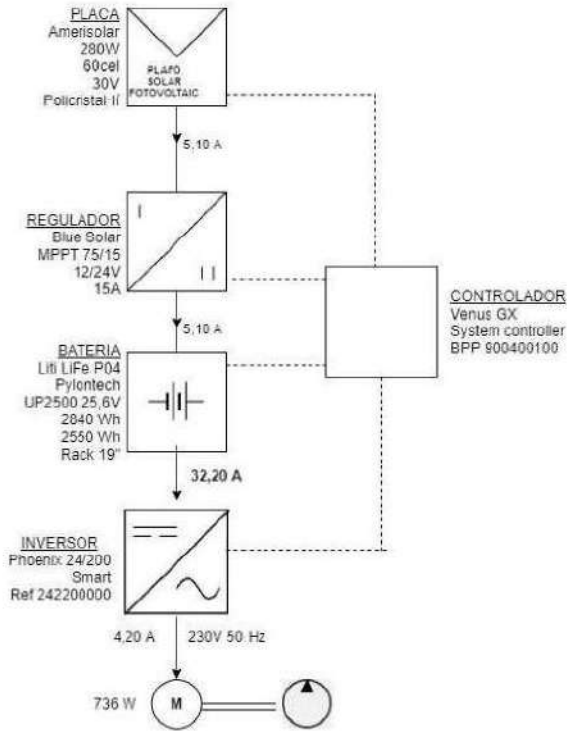 PLACA
Amerisolar
280W
60cel
30V
Policristal·lí
PLAFÓ
SOLAR
FOTOVOLTAIC
5,10 A
REGULADOR
Blue Solar
MPPT 75/15
12/24V
15A
I
II
5,10 A
CONTROLADOR
Venus GX
System controller
BPP 900400100
BATERIA
Liti LiFe P04
Pylontech
UP2500 25,6V
2840 Wh
2550 Wh
Rack 19"
32,20 A
INVERSOR
Phoenix 24/200
Smart
Ref 242200000
4,20 A 230V 50 Hz
736 W
M